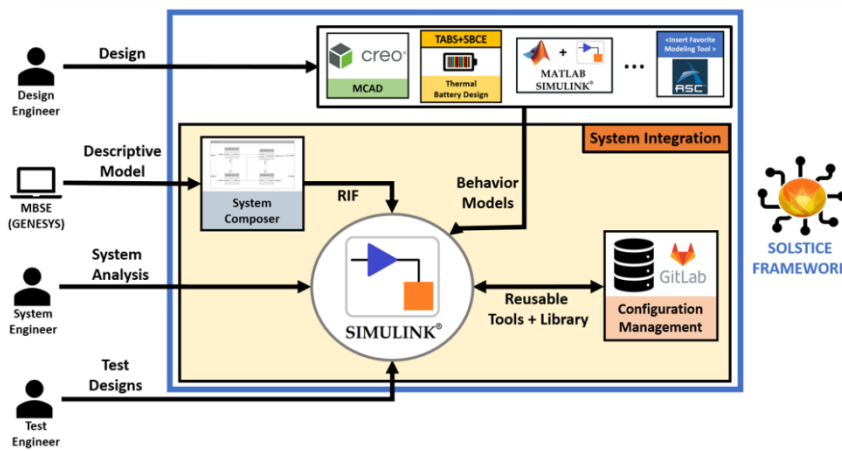 Design
Design
Engineer
creo®
MCAD
TABS+SBCE
Thermal
Battery Design
+
MATLAB
SIMULINK®
...
<Insert Favorite
Modeling Tool >
ASC
System Integration
Descriptive
Model
MBSE
(GENESYS)
System
Composer
RIF
Behavior
Models
SOLSTICE
FRAMEWORK
System
Analysis
System
Engineer
SIMULINK®
Reusable
Tools + Library
GitLab
Configuration
Management
Test
Designs
Test
Engineer